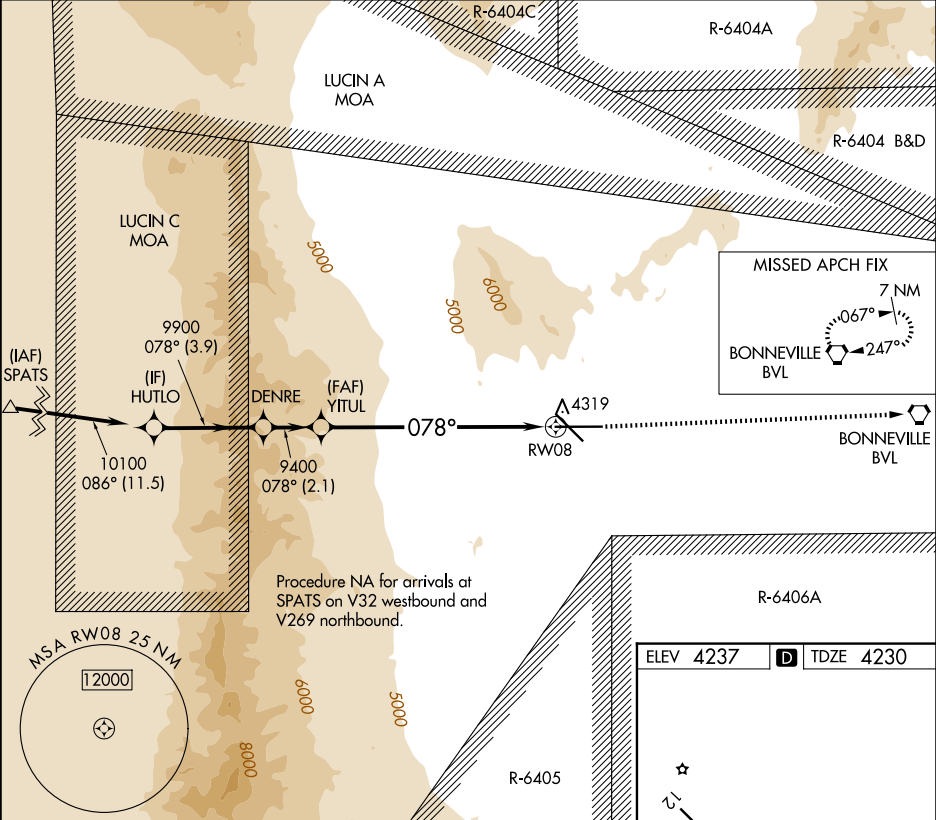 R-6404C
R-6404A
LUCIN A
MOA
R-6404 B&D
LUCIN C
MOA
5000
6000
5000
MISSED APCH FIX
7 NM
067°
247°
BONNEVILLE
BVL
(IAF)
SPATS
9900
078° (3.9)
(IF)
HUTLO
DENRE
(FAF)
YITUL
078°
4319
RW08
BONNEVILLE
BVL
10100
086° (11.5)
9400
078° (2.1)
Procedure NA for arrivals at
SPATS on V32 westbound and
V269 northbound.
R-6406A
MSA RW08 25 NM
12000
6000
5000
8000
R-6405
ELEV 4237 D TDZE 4230
12